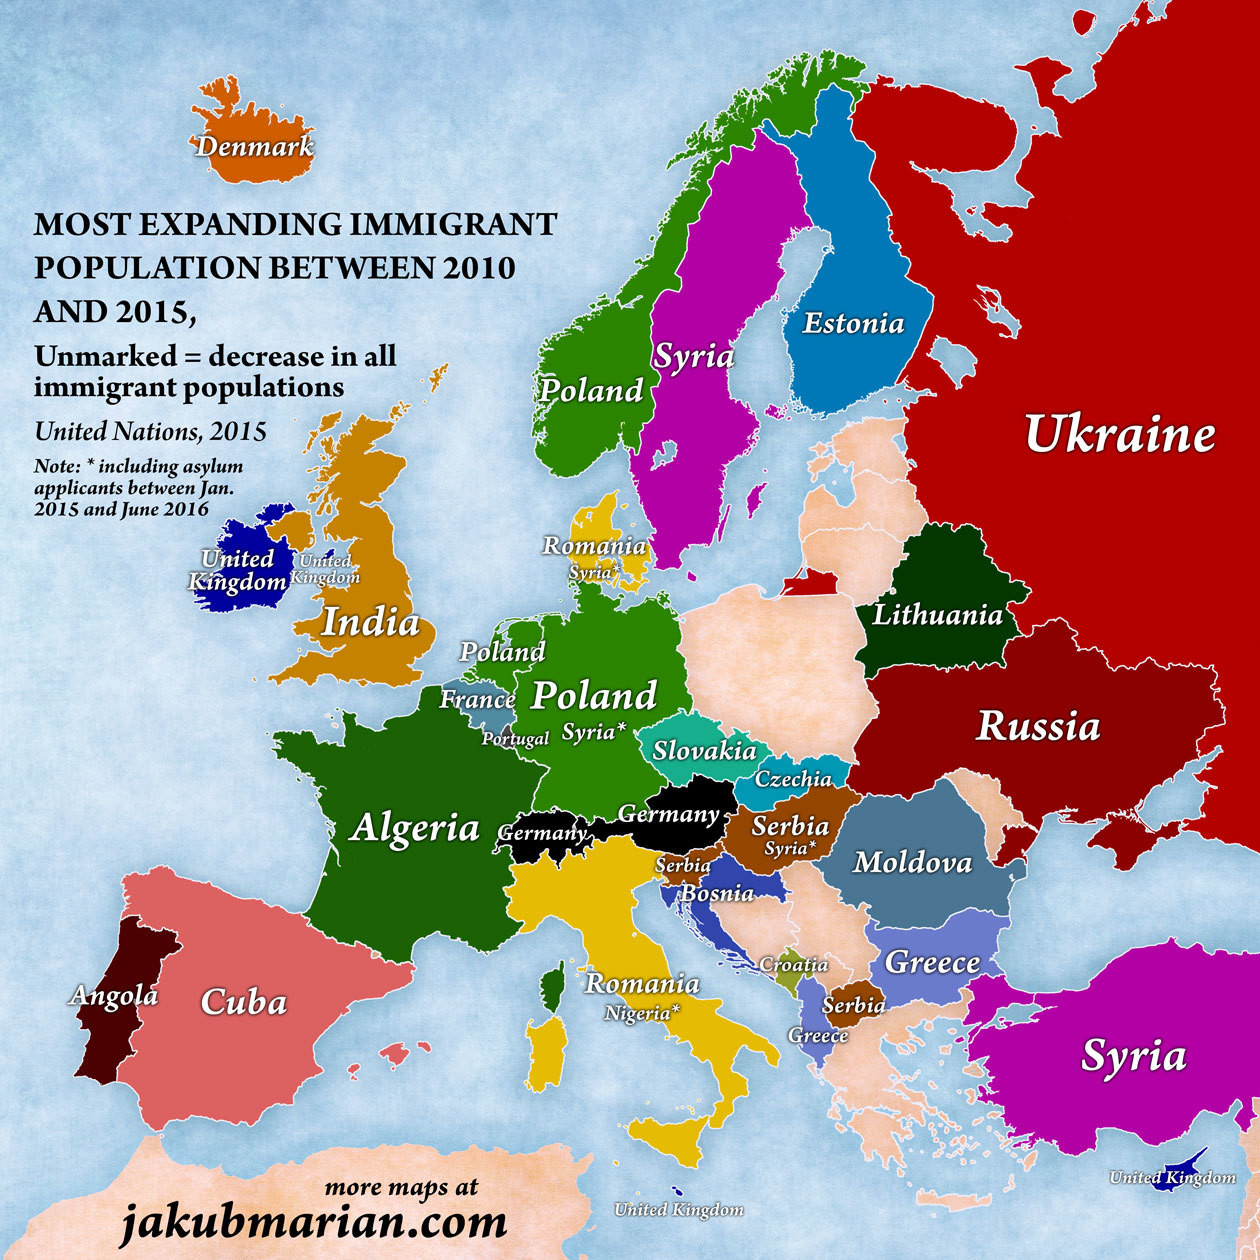 Denmark
MOST EXPANDING IMMIGRANT
POPULATION BETWEEN 2010
AND 2015,
Unmarked = decrease in all
immigrant populations
United Nations, 2015
Note: * including asylum
applicants between Jan.
2015 and June 2016
Estonia
Syria
Poland
Ukraine
Romania
Syria*
United
Kingdom
United
Kingdom
India
Lithuania
Poland
France
Poland
Syria*
Portugal
Russia
Slovakia
Czechia
Algeria
Germany
Germany
Serbia
Syria*
Moldova
Serbia
Bosnia
Croatia
Greece
Angola
Cuba
Romania
Nigeria*
Serbia
Greece
Syria
United Kingdom
United Kingdom
more maps at
jakubmarian.com